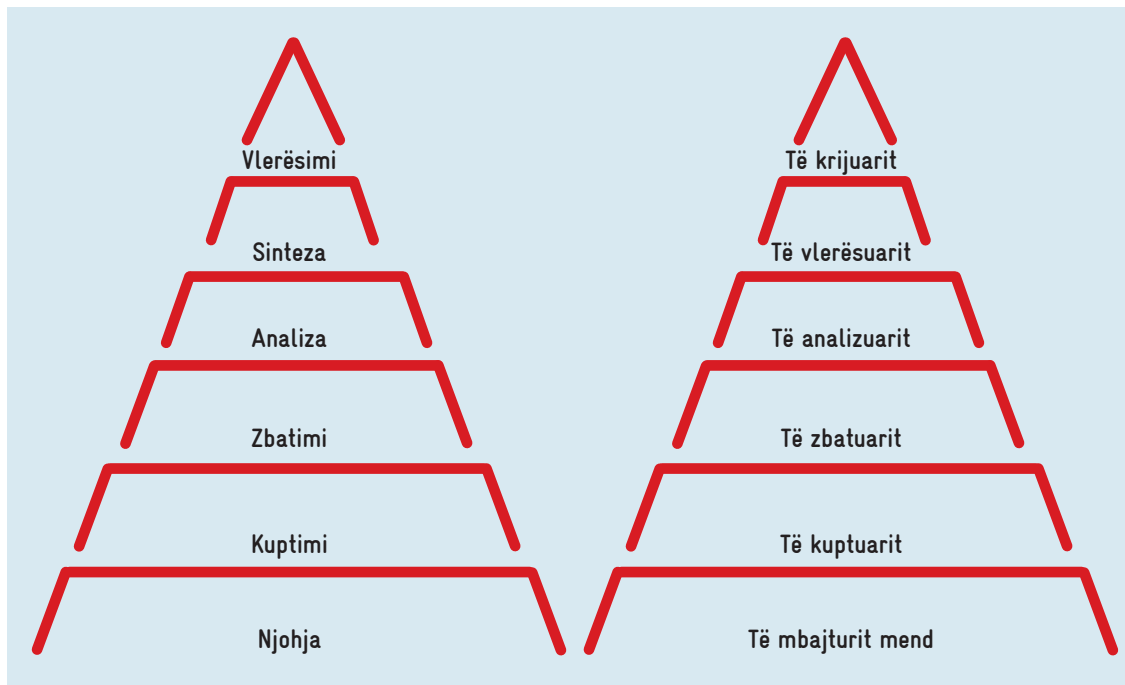 Vlerësimi
Sinteza
Analiza
Zbatimi
Kuptimi
Njohja
Të krijuarit
Të vlerësuarit
Të analizuarit
Të zbatuarit
Të kuptuarit
Të mbajturit mend